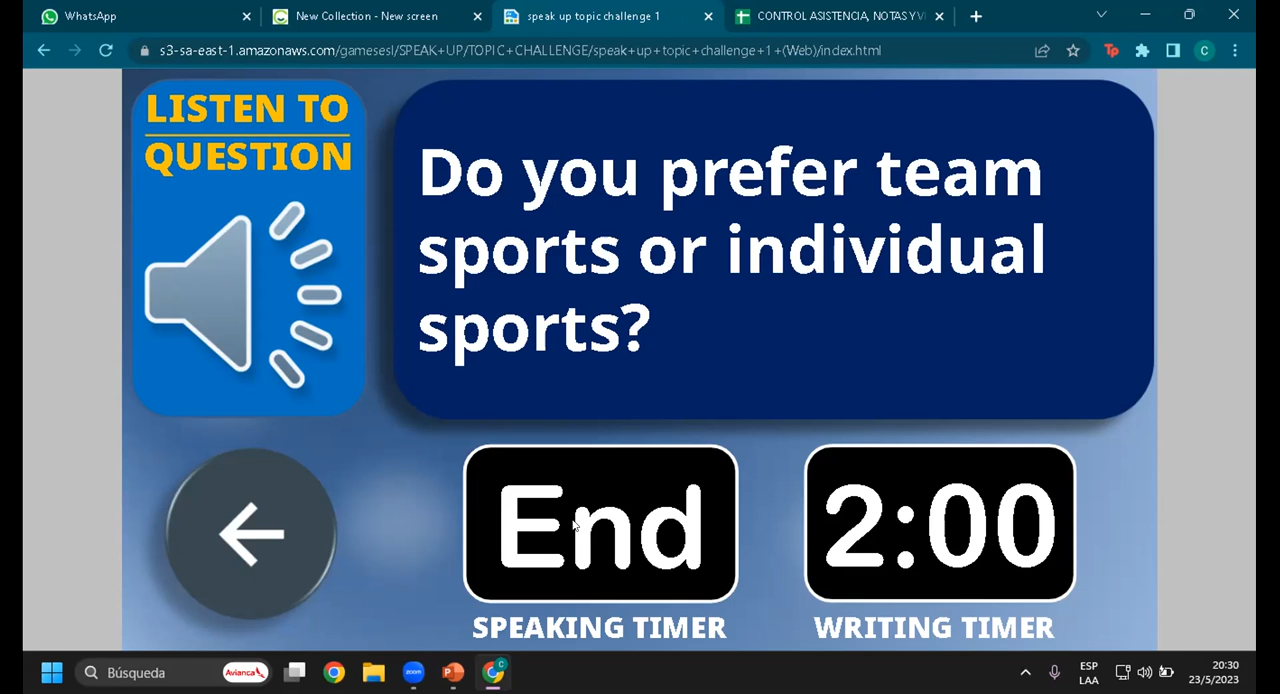 WhatsApp
New Collection - New screen
speak up topic challenge 1
CONTROL ASISTENCIA, NOTAS Y V
s3-sa-east-1.amazonaws.com/gamesesl/SPEAK+UP/TOPIC+CHALLENGE/speak+up+topic+challenge+1+(Web)/index.html
Tp
C
LISTEN TO
QUESTION
Do you prefer team
sports or individual
sports?
End
2:00
SPEAKING TIMER
WRITING TIMER
Búsqueda
Avianca
zoom
P
C
ESP
LAA
20:30
23/5/2023